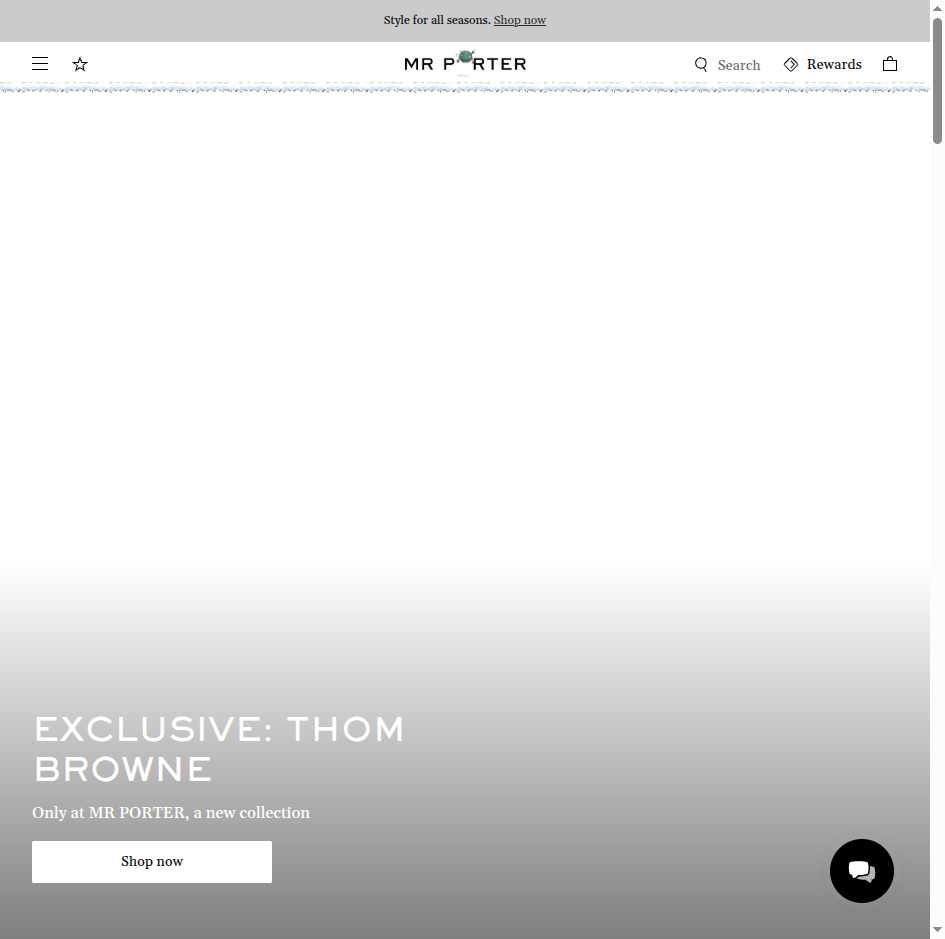 Style for all seasons. Shop now
MR PORTER
Search
Rewards
EXCLUSIVE: THOM
BROWNE
Only at MR PORTER, a new collection
Shop now